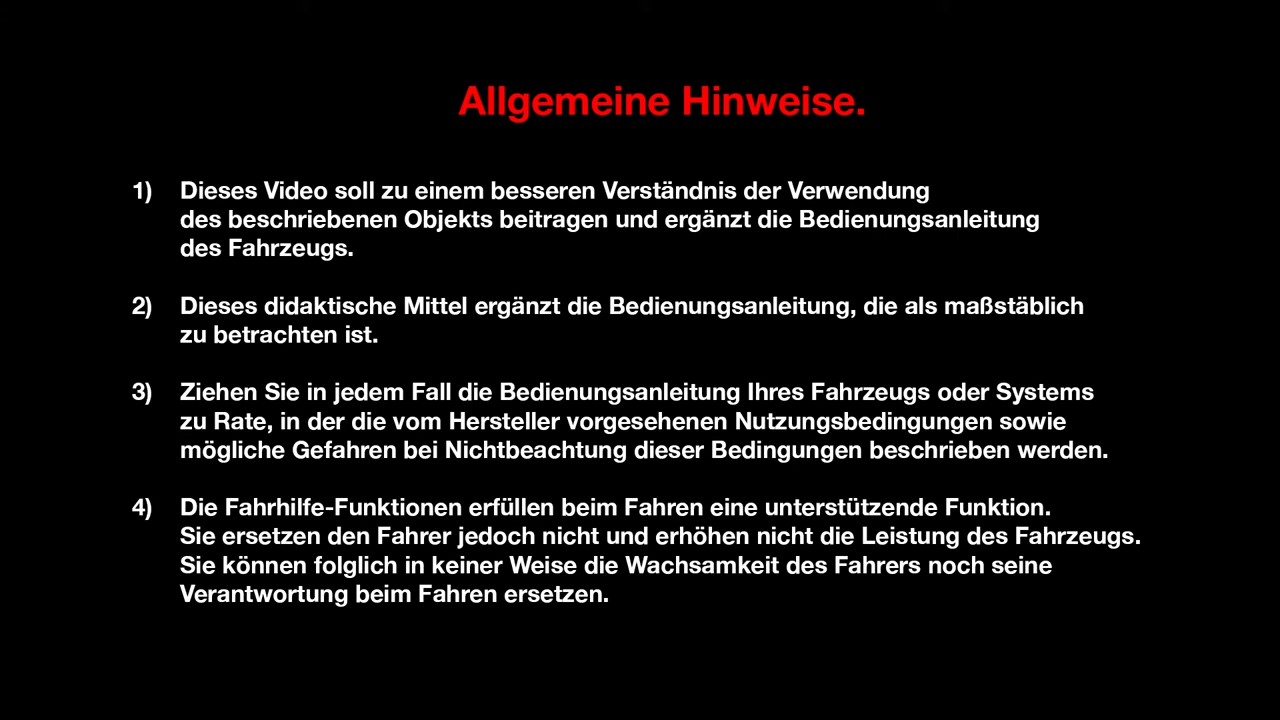 Allgemeine Hinweise.
1) Dieses Video soll zu einem besseren Verständnis der Verwendung
des beschriebenen Objekts beitragen und ergänzt die Bedienungsanleitung
des Fahrzeugs.
2) Dieses didaktische Mittel ergänzt die Bedienungsanleitung, die als maßstäblich
zu betrachten ist.
3) Ziehen Sie in jedem Fall die Bedienungsanleitung Ihres Fahrzeugs oder Systems
zu Rate, in der die vom Hersteller vorgesehenen Nutzungsbedingungen sowie
mögliche Gefahren bei Nichtbeachtung dieser Bedingungen beschrieben werden.
4) Die Fahrhilfe-Funktionen erfüllen beim Fahren eine unterstützende Funktion.
Sie ersetzen den Fahrer jedoch nicht und erhöhen nicht die Leistung des Fahrzeugs.
Sie können folglich in keiner Weise die Wachsamkeit des Fahrers noch seine
Verantwortung beim Fahren ersetzen.